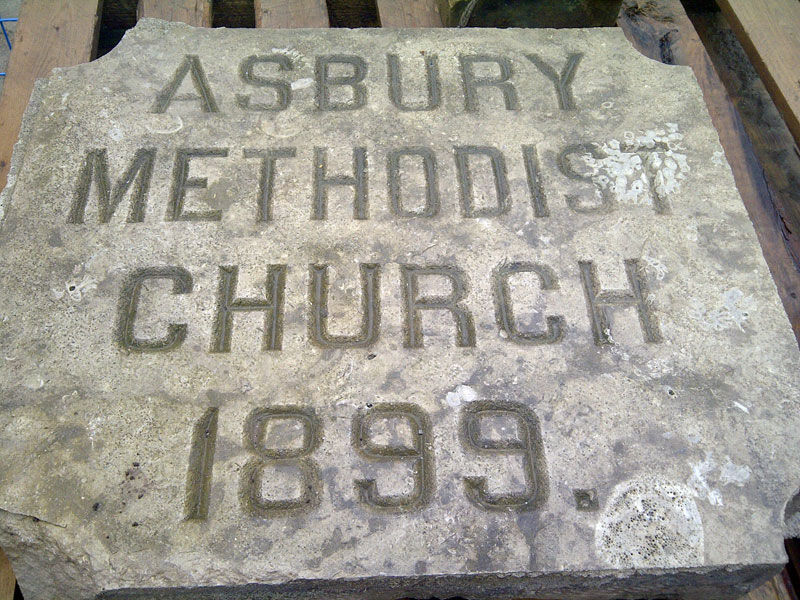 ASBURY
METHODIST
CHURCH
1899.